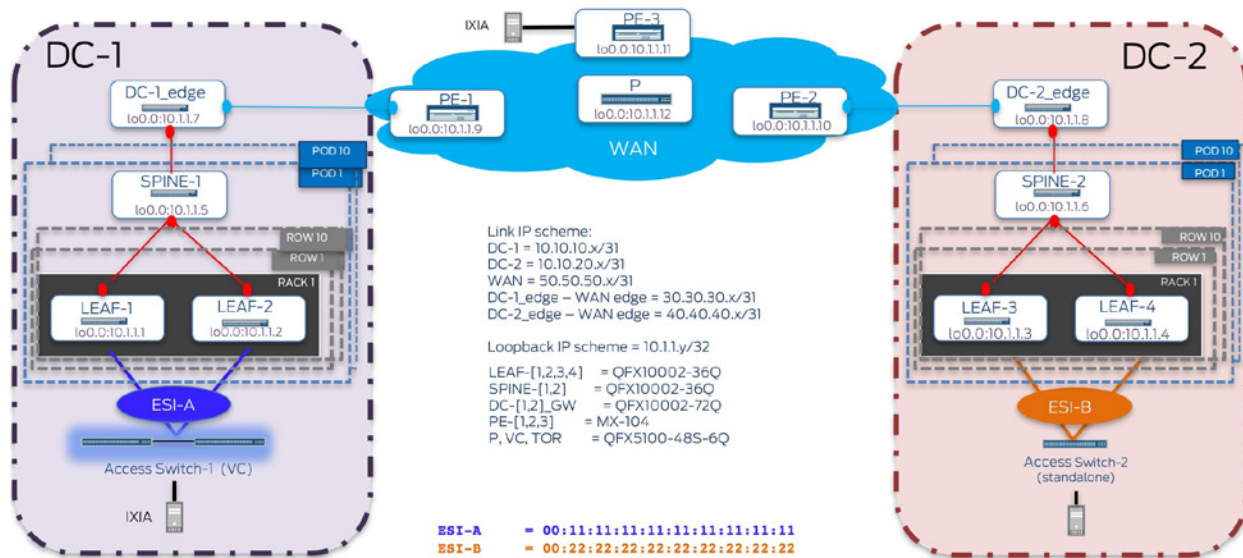 DC-1
DC-1_edge
lo0.0:10.1.1.7
POD 10
POD 1
SPINE-1
lo0.0:10.1.1.5
ROW 10
ROW 1
RACK 1
LEAF-1
lo0.0:10.1.1.1
LEAF-2
lo0.0:10.1.1.2
ESI-A
Access Switch-1 (VC)
IXIA
IXIA
PE-3
lo0.0:10.1.1.11
PE-1
lo0.0:10.1.1.9
P
lo0.0:10.1.1.12
PE-2
lo0.0:10.1.1.10
WAN
Link IP scheme:
DC-1 = 10.10.10.x/31
DC-2 = 10.10.20.x/31
WAN = 50.50.50.x/31
DC-1_edge – WAN edge = 30.30.30.x/31
DC-2_edge – WAN edge = 40.40.40.x/31
Loopback IP scheme = 10.1.1.y/32
LEAF-[1,2,3,4] = QFX10002-36Q
SPINE-[1,2] = QFX10002-36Q
DC-[1,2]_GW = QFX10002-72Q
PE-[1,2,3] = MX-104
P, VC, TOR = QFX5100-48S-6Q
ESI-A = 00:11:11:11:11:11:11:11:11:11
ESI-B = 00:22:22:22:22:22:22:22:22:22
DC-2
DC-2_edge
lo0.0:10.1.1.8
POD 10
POD 1
SPINE-2
lo0.0:10.1.1.6
ROW 10
ROW 1
RACK 1
LEAF-3
lo0.0:10.1.1.3
LEAF-4
lo0.0:10.1.1.4
ESI-B
Access Switch-2
(standalone)
IXIA